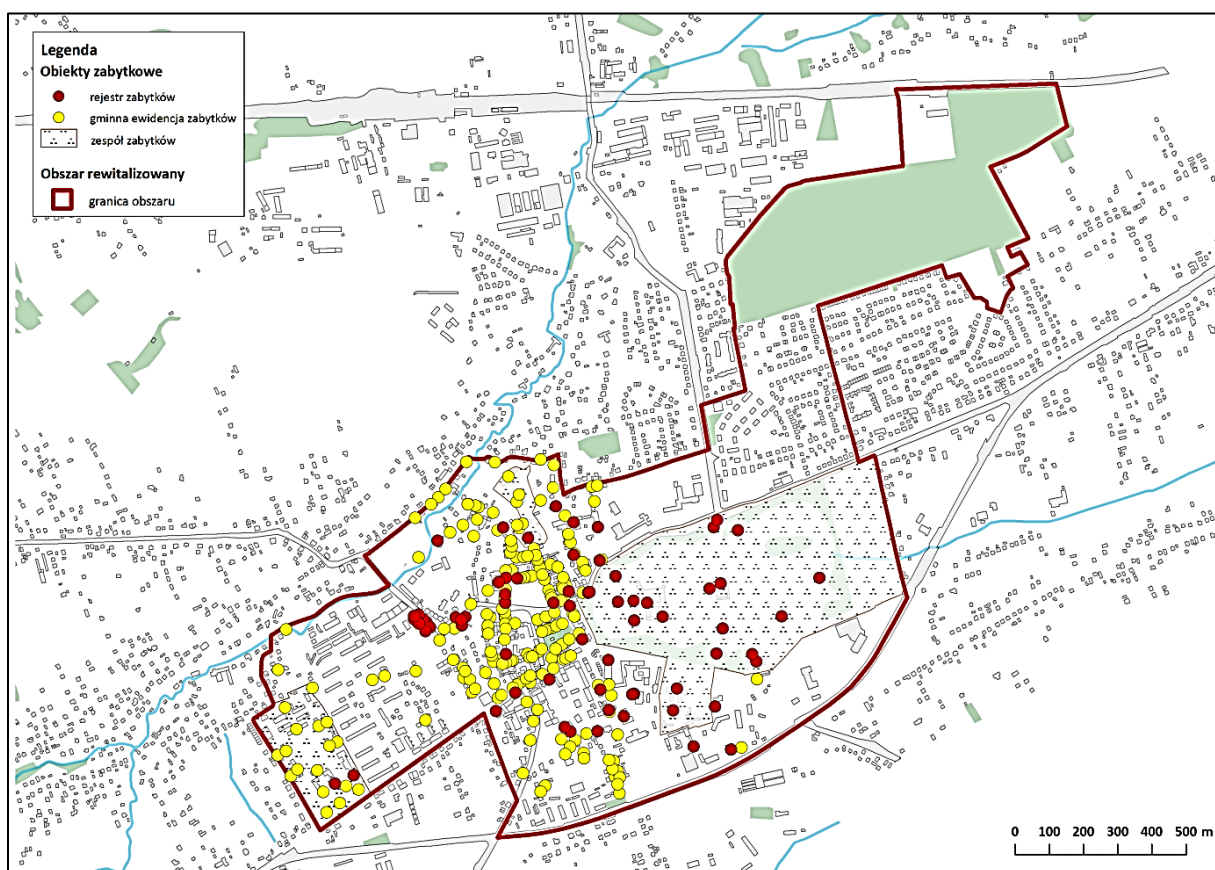 Legenda
Obiekty zabytkowe
rejestr zabytków
gminna ewidencja zabytków
zespół zabytków
Obszar rewitalizowany
granica obszaru
0 100 200 300 400 500 m